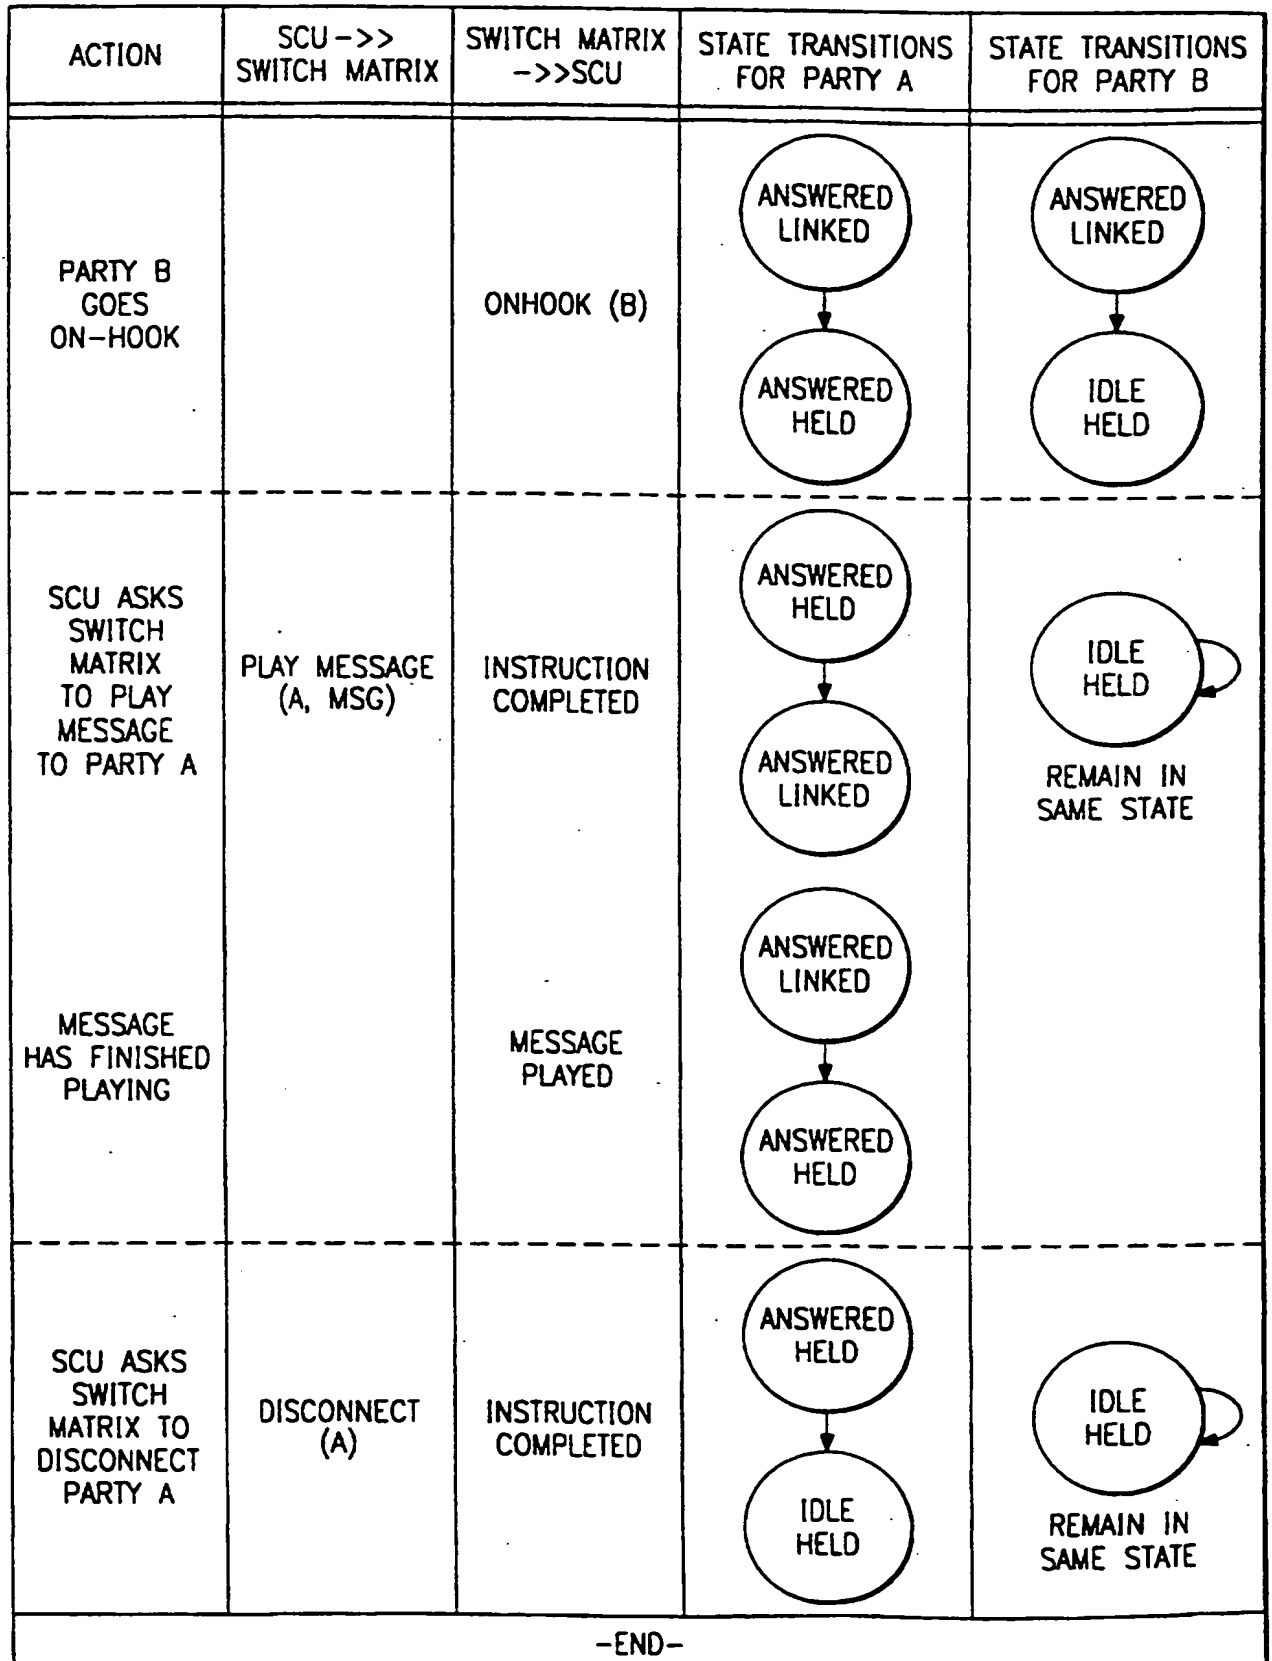 ACTION
SCU->>
SWITCH MATRIX
SWITCH MATRIX
->>SCU
STATE TRANSITIONS
FOR PARTY A
STATE TRANSITIONS
FOR PARTY B
PARTY B
GOES
ON-HOOK
ONHOOK (B)
ANSWERED
LINKED
ANSWERED
HELD
ANSWERED
LINKED
IDLE
HELD
SCU ASKS
SWITCH
MATRIX
TO PLAY
MESSAGE
TO PARTY A
PLAY MESSAGE
(A, MSG)
INSTRUCTION
COMPLETED
ANSWERED
HELD
ANSWERED
LINKED
IDLE
HELD
REMAIN IN
SAME STATE
MESSAGE
HAS FINISHED
PLAYING
MESSAGE
PLAYED
ANSWERED
LINKED
ANSWERED
HELD
SCU ASKS
SWITCH
MATRIX TO
DISCONNECT
PARTY A
DISCONNECT
(A)
INSTRUCTION
COMPLETED
ANSWERED
HELD
IDLE
HELD
IDLE
HELD
REMAIN IN
SAME STATE
-END-